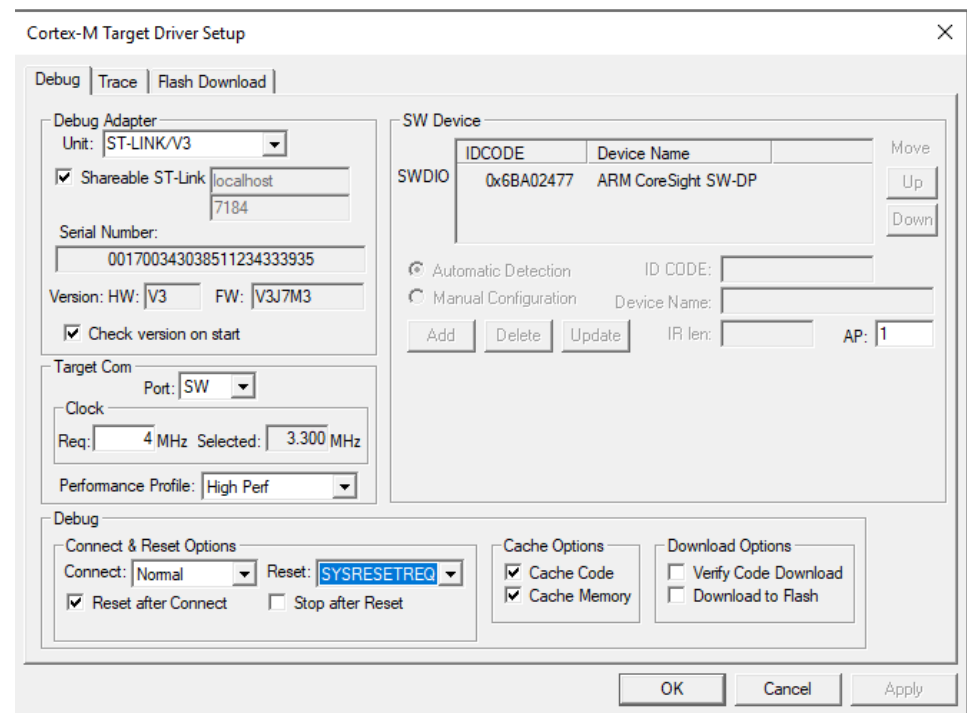 Cortex-M Target Driver Setup
Debug Trace Flash Download
Debug Adapter
Unit: ST-LINK/V3
Shareable ST-Link localhost
7184
Serial Number:
001700343038511234333935
Version: HW: V3 FW: V3J7M3
Check version on start
Target Com
Port: SW
Clock
Req: 4 MHz Selected: 3.300 MHz
Performance Profile: High Perf
SW Device
IDCODE Device Name
SWDIO 0x6BA02477 ARM CoreSight SW-DP
Move
Up
Down
Automatic Detection ID CODE:
Manual Configuration Device Name:
Add Delete Update IR len: AP: 1
Debug
Connect & Reset Options
Connect: Normal Reset: SYSRESETREQ
Reset after Connect Stop after Reset
Cache Options
Cache Code
Cache Memory
Download Options
Verify Code Download
Download to Flash
OK Cancel Apply